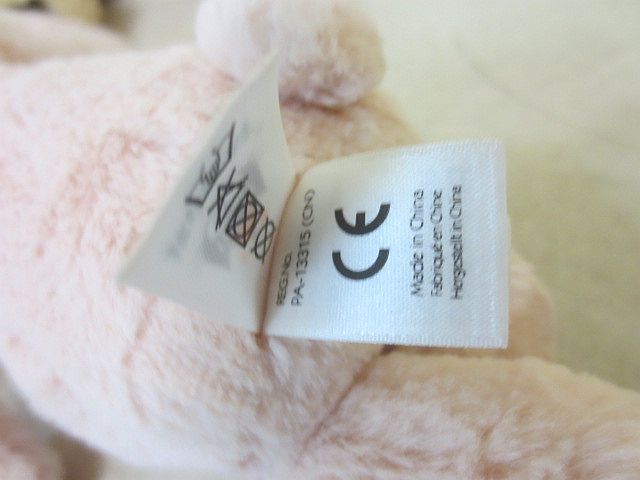 REG.NO.
PA-13315 (CN)
CE
Made in China
Fabriqué en Chine
Hergestellt in China